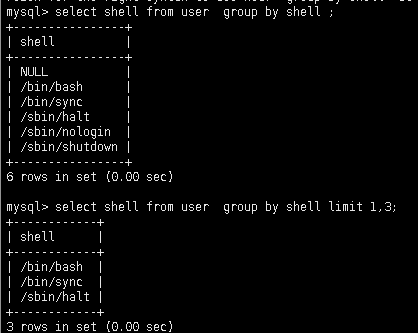 mysql> select shell from user  group by shell ;
+---------------+
| shell         |
+---------------+
| NULL          |
| /bin/bash     |
| /bin/sync     |
| /sbin/halt    |
| /sbin/nologin |
| /sbin/shutdown |
+---------------+
6 rows in set (0.00 sec)
mysql> select shell from user  group by shell limit 1,3;
+------------+
| shell      |
+------------+
| /bin/bash  |
| /bin/sync  |
| /sbin/halt |
+------------+
3 rows in set (0.00 sec)